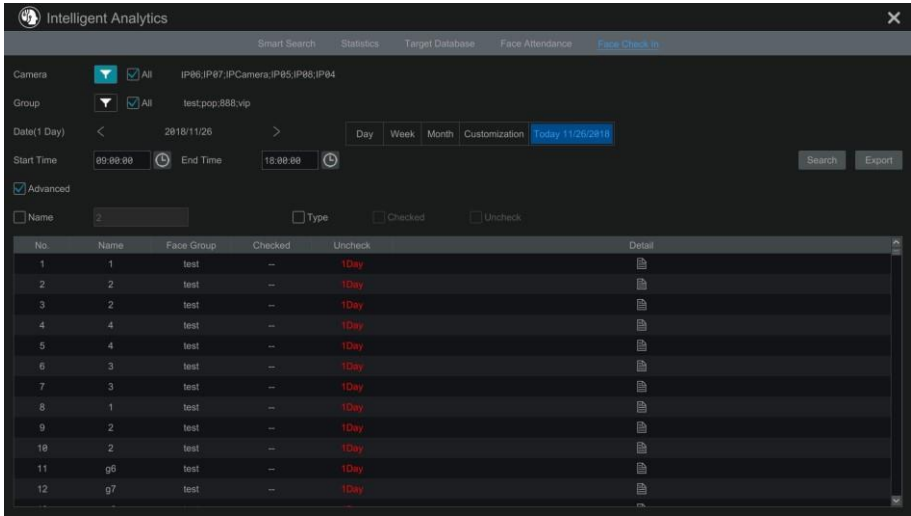 Intelligent Analytics
Smart Search Statistics Target Database Face Attendance Face Check In
Camera All IP06;IP07;IPCamera;IP05;IP08;IP04
Group All test;pop;888;vip
Date(1 Day) < 2018/11/26 > Day Week Month Customization Today 11/26/2018
Start Time 09:00:00 End Time 18:00:00 Search Export
Advanced
Name 2 Type Checked Uncheck
No. Name Face Group Checked Uncheck Detail
1 1 test -- 1Day
2 2 test -- 1Day
3 2 test -- 1Day
4 4 test -- 1Day
5 4 test -- 1Day
6 3 test -- 1Day
7 3 test -- 1Day
8 1 test -- 1Day
9 2 test -- 1Day
10 2 test -- 1Day
11 g6 test -- 1Day
12 g7 test -- 1Day